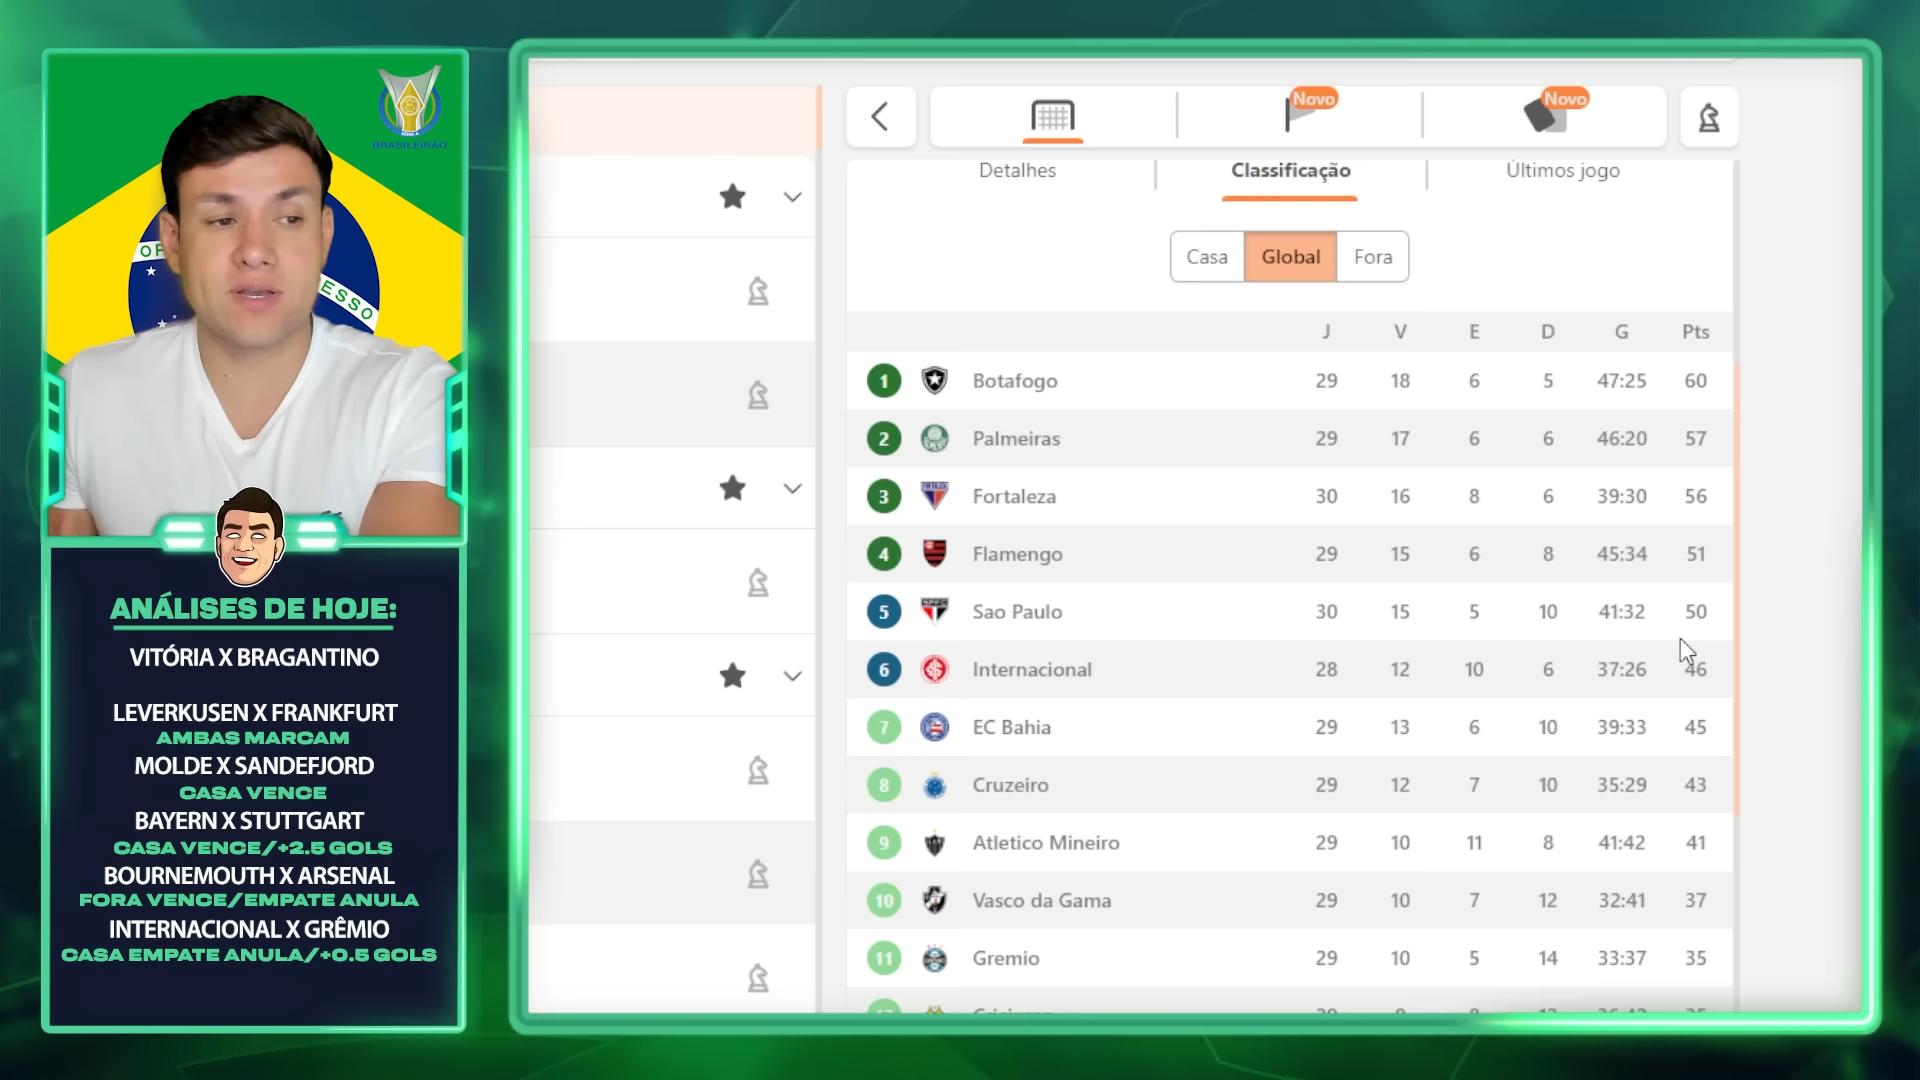 BRASILEIRÃO
ESSO
ANÁLISES DE HOJE:
VITÓRIA X BRAGANTINO
LEVERKUSEN X FRANKFURT
AMBAS MARCAM
MOLDE X SANDEFJORD
CASA VENCE
BAYERN X STUTTGART
CASA VENCE/+2.5 GOLS
BOURNEMOUTH X ARSENAL
FORA VENCE/EMPATE ANULA
INTERNACIONAL X GRÊMIO
CASA EMPATE ANULA/+0.5 GOLS
Novo Novo
Detalhes Classificação Últimos jogo
Casa Global Fora
J V E D G Pts
1 Botafogo 29 18 6 5 47:25 60
2 Palmeiras 29 17 6 6 46:20 57
3 Fortaleza 30 16 8 6 39:30 56
4 Flamengo 29 15 6 8 45:34 51
5 Sao Paulo 30 15 5 10 41:32 50
6 Internacional 28 12 10 6 37:26 46
7 EC Bahia 29 13 6 10 39:33 45
8 Cruzeiro 29 12 7 10 35:29 43
9 Atletico Mineiro 29 10 11 8 41:42 41
10 Vasco da Gama 29 10 7 12 32:41 37
11 Gremio 29 10 5 14 33:37 35